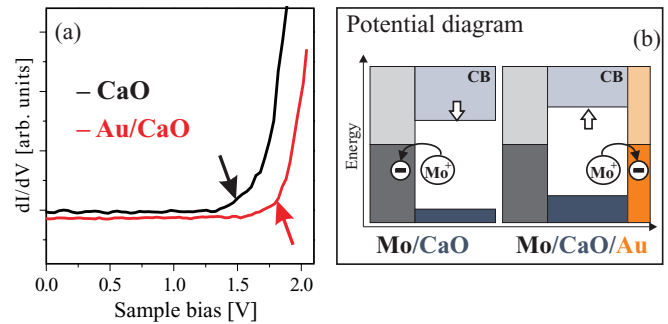 (a)
– CaO
– Au/CaO
dI/dV [arb. units]
0.0 0.5 1.0 1.5 2.0
Sample bias [V]
Potential diagram
(b)
CB
CB
Energy
– Mo+
Mo+ –
Mo/CaO
Mo/CaO/Au